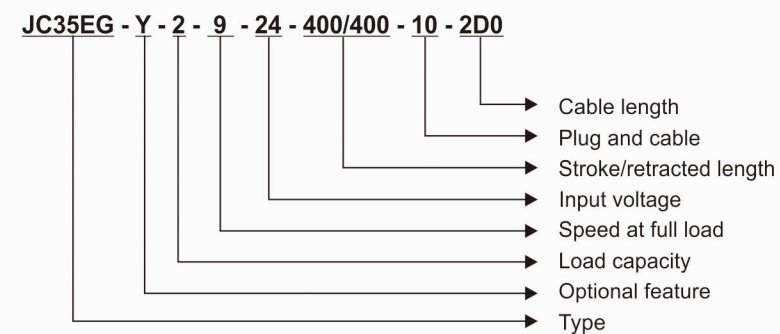 JC35EG - Y - 2 - 9 - 24 - 400/400 - 10 - 2D0
Cable length
Plug and cable
Stroke/retracted length
Input voltage
Speed at full load
Load capacity
Optional feature
Type